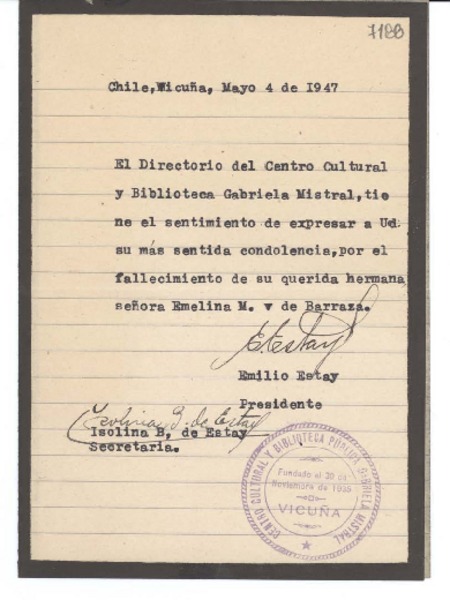 7188
Chile,Vicuña, Mayo 4 de 1947
El Directorio del Centro Cultural
y Biblioteca Gabriela Mistral,tie
ne el sentimiento de expresar a Ud.
su más sentida condolencia,por el
fallecimiento de su querida hermana
señora Emelina M. v de Barraza.
E. Estay
Emilio Estay
Presidente
Isolina B. de Estay
Isolina B, de Estay
Secretaria.
CENTRO CULTURAL Y BIBLIOTECA PUBLICA GABRIELA MISTRAL
Fundado el 30 de
Noviembre de 1935
VICUÑA